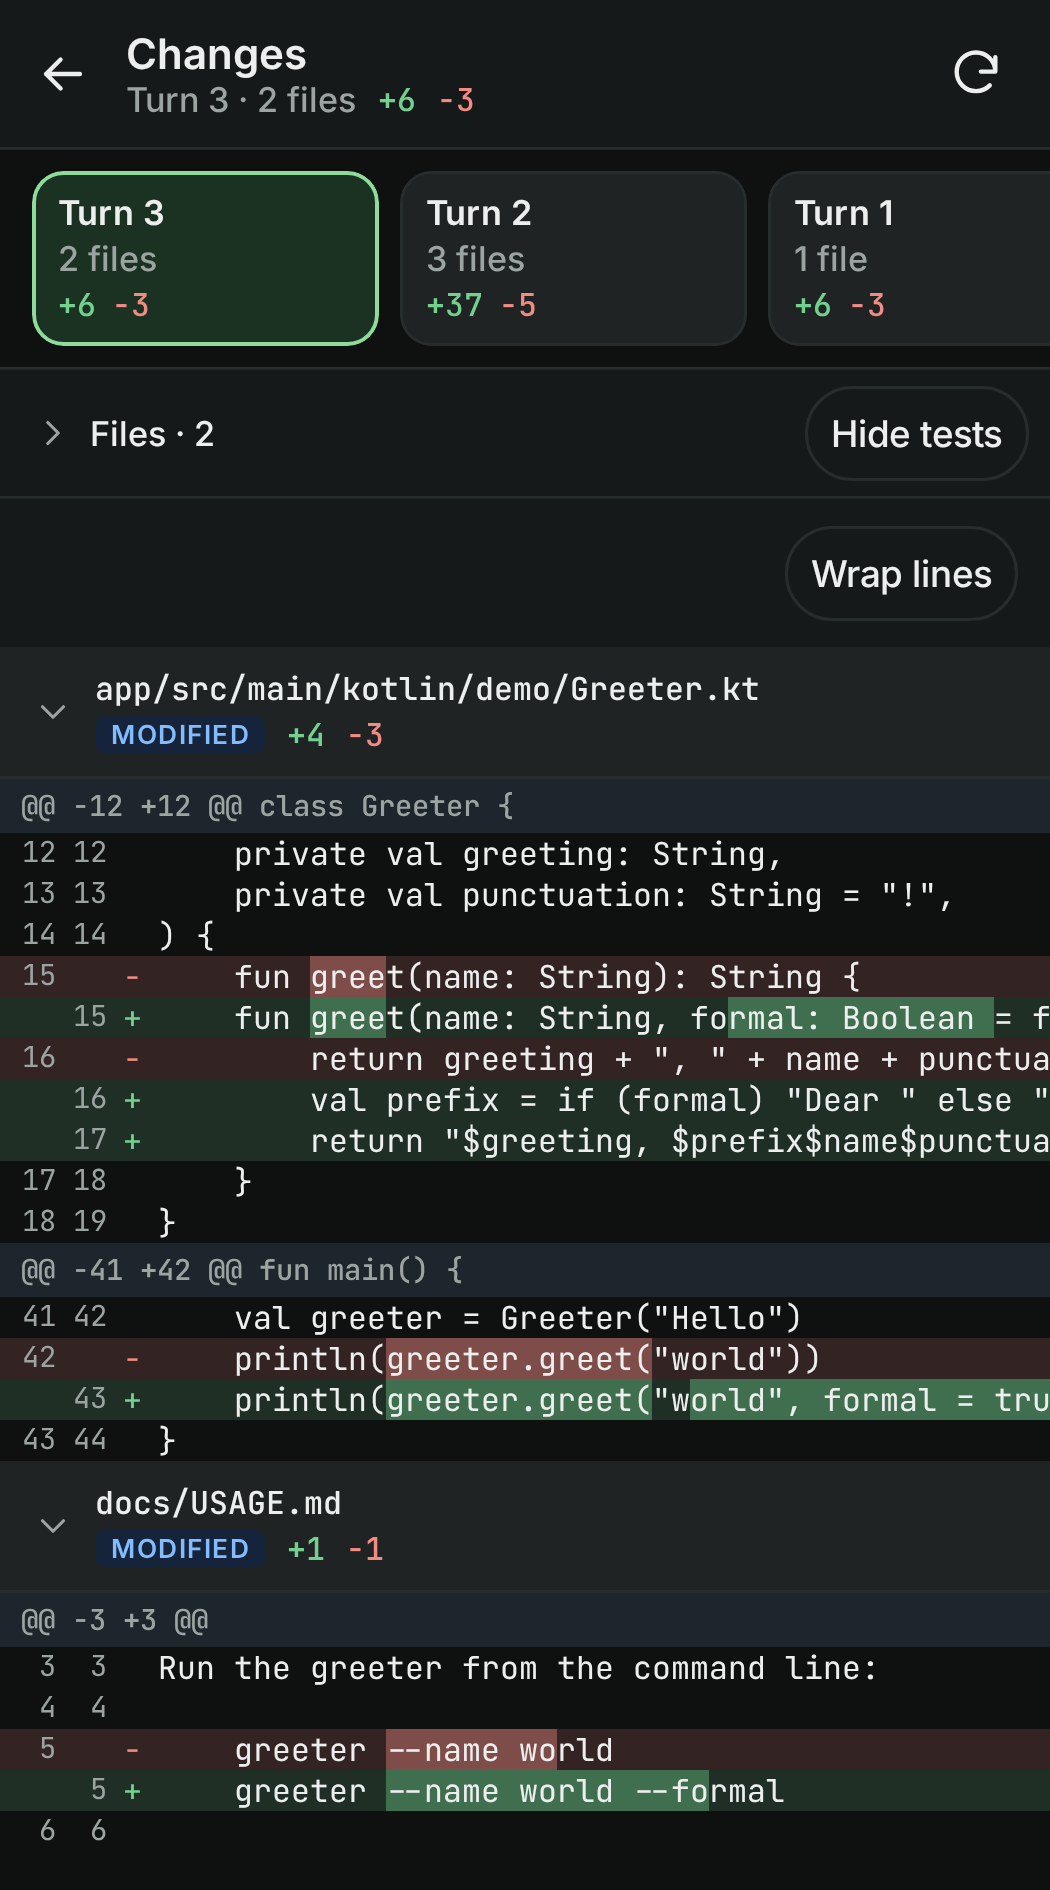 Changes
Turn 3 · 2 files +6 -3
Turn 3
2 files
+6 -3
Turn 2
3 files
+37 -5
Turn 1
1 file
+6 -3
Files · 2
Hide tests
Wrap lines
app/src/main/kotlin/demo/Greeter.kt
MODIFIED +4 -3
@@ -12 +12 @@ class Greeter {
12 12     private val greeting: String,
13 13     private val punctuation: String = "!",
14 14 ) {
15 -     fun greet(name: String): String {
15 +     fun greet(name: String, formal: Boolean = f
16 -         return greeting + ", " + name + punctua
16 +         val prefix = if (formal) "Dear " else "
17 +         return "$greeting, $prefix$name$punctua
17 18     }
18 19 }
@@ -41 +42 @@ fun main() {
41 42     val greeter = Greeter("Hello")
42 -     println(greeter.greet("world"))
43 +     println(greeter.greet("world", formal = tru
43 44 }
docs/USAGE.md
MODIFIED +1 -1
@@ -3 +3 @@
3 3 Run the greeter from the command line:
4 4
5 -     greeter --name world
5 +     greeter --name world --formal
6 6